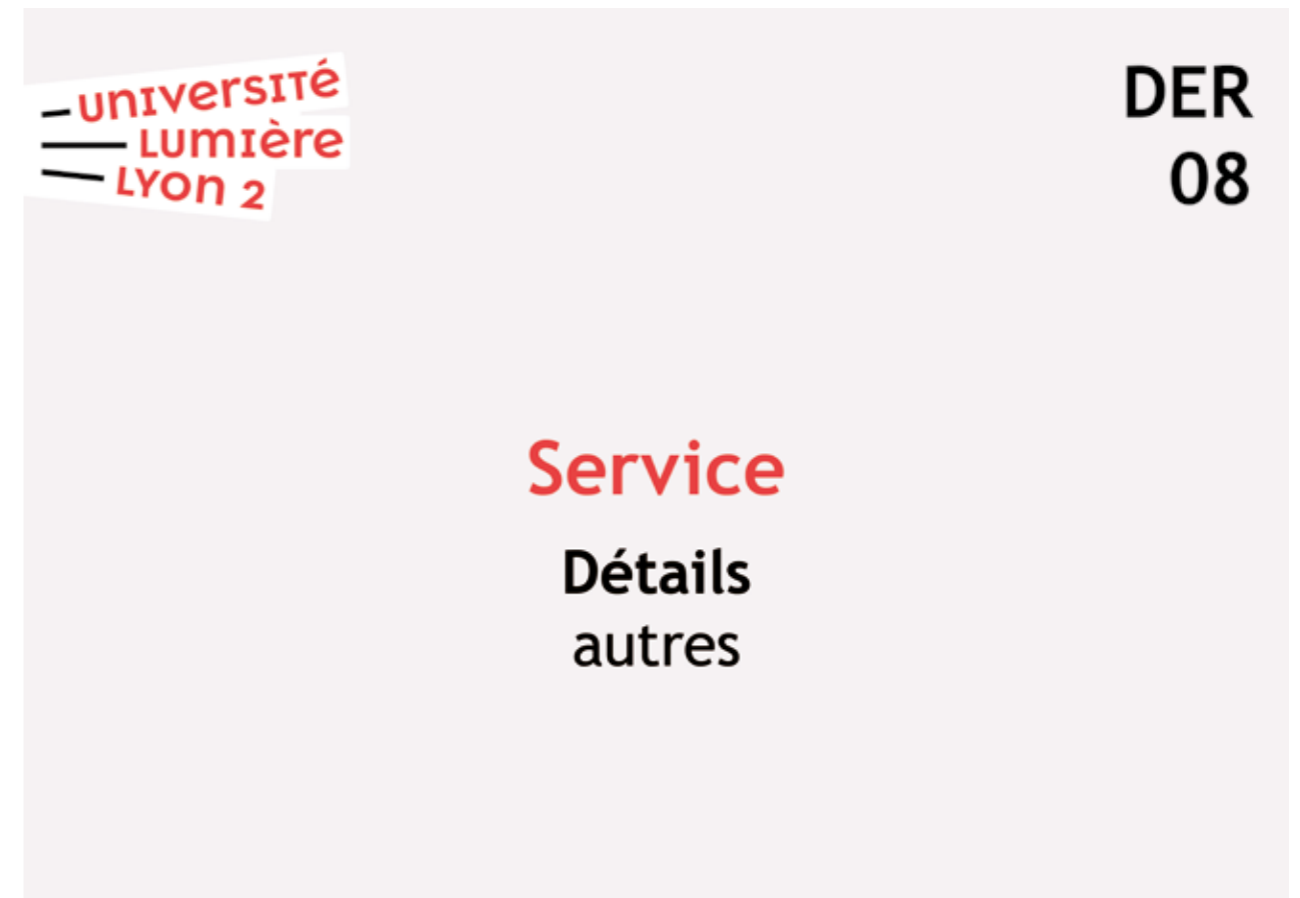 université
Lumière
Lyon 2
DER
08
Service
Détails
autres